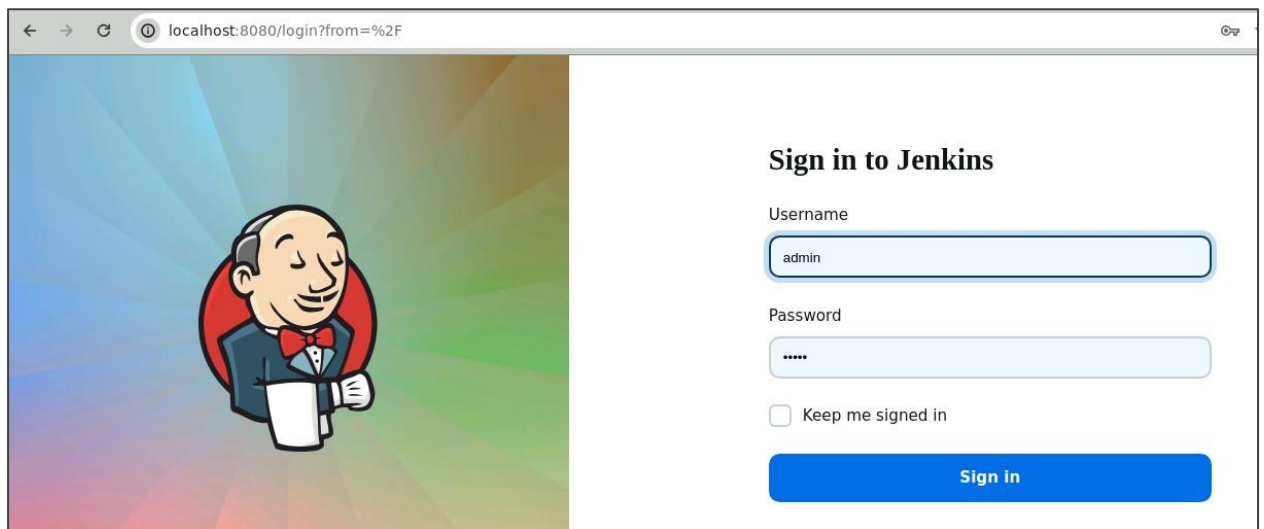 localhost:8080/login?from=%2F
Sign in to Jenkins
Username
admin
Password
•••••
Keep me signed in
Sign in